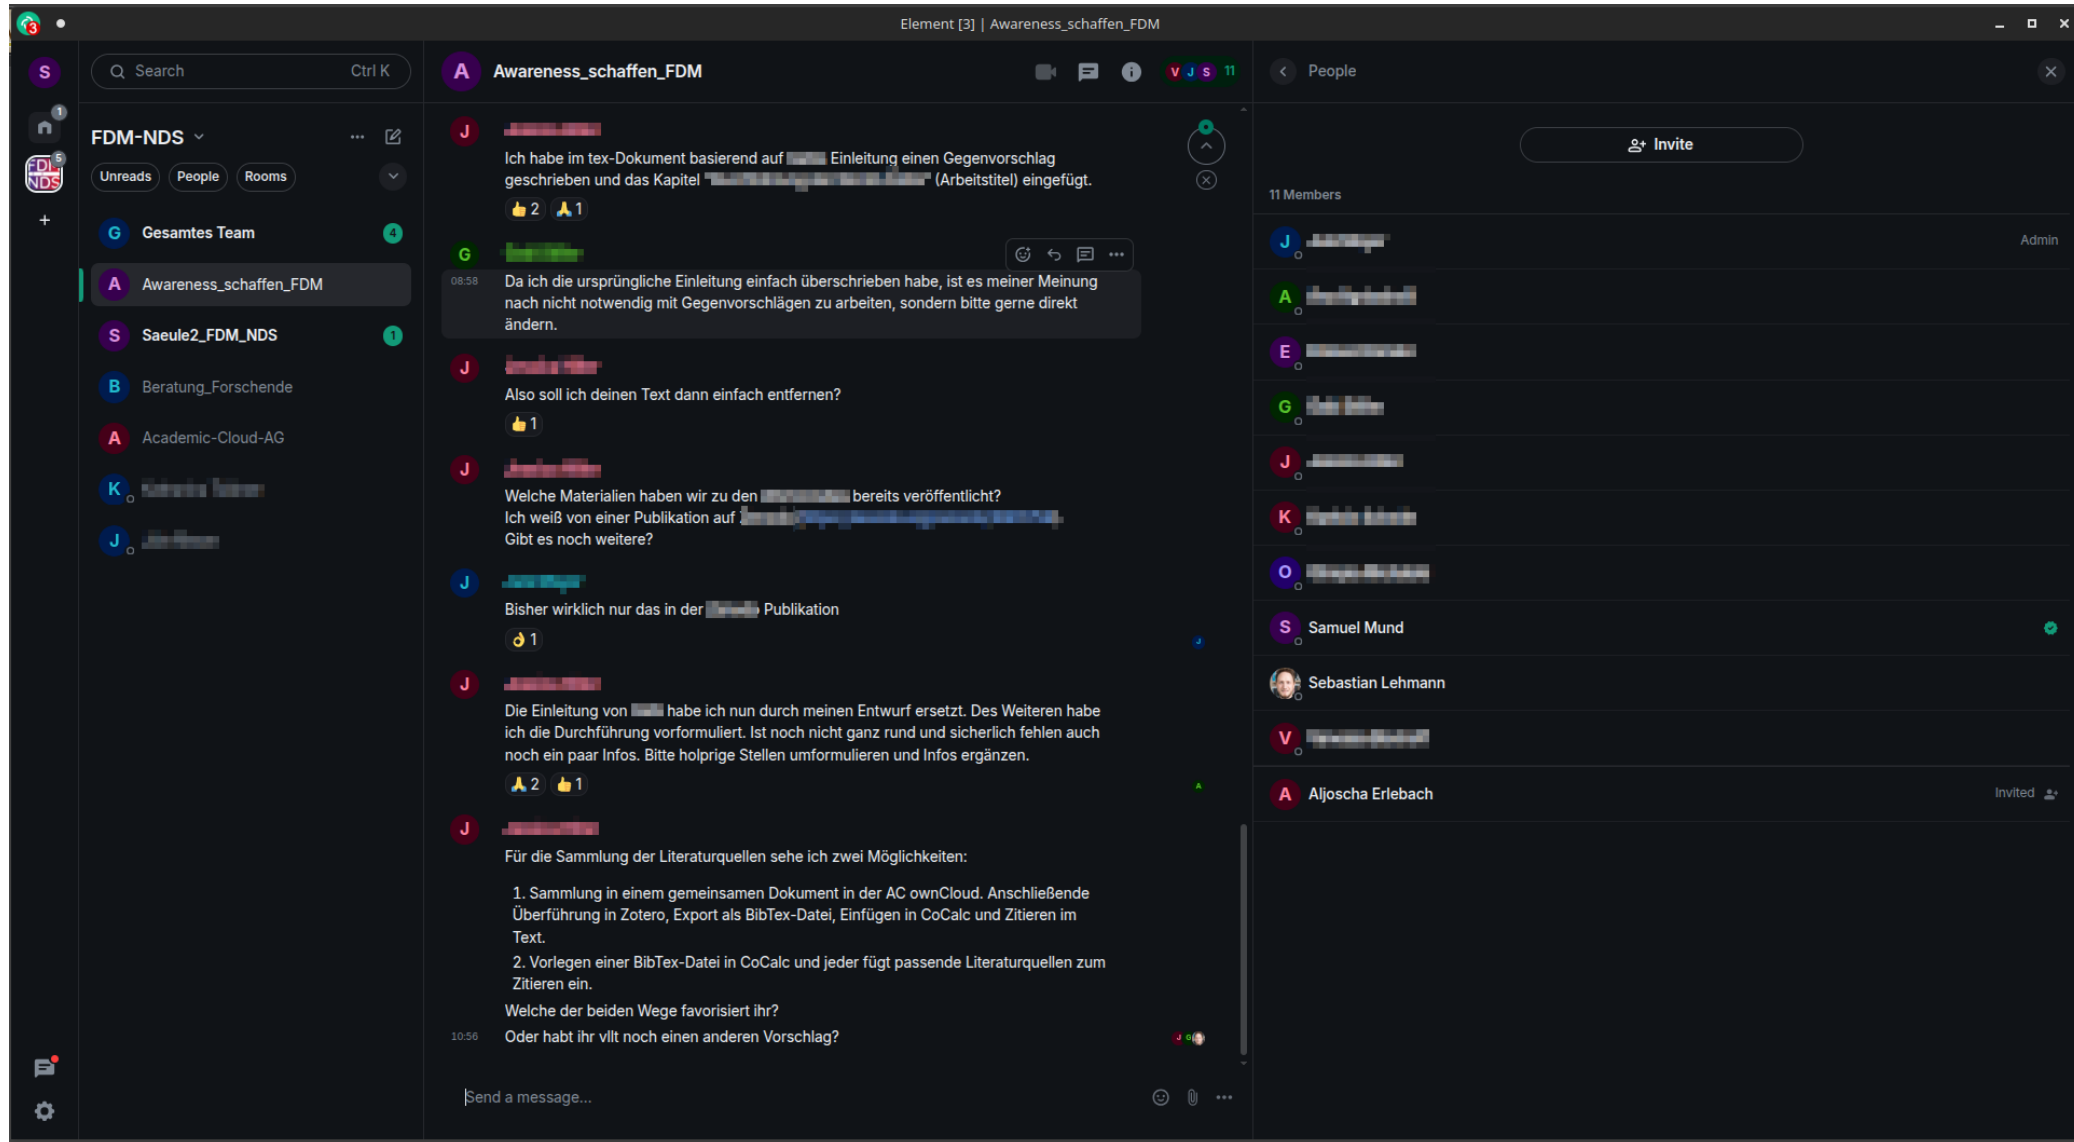 3
Element [3] | Awareness_schaffen_FDM
S
Search Ctrl K
1
FDM NDS
5
FDM-NDS
Unreads People Rooms
G Gesamtes Team 4
A Awareness_schaffen_FDM
S Saeule2_FDM_NDS 1
B Beratung_Forschende
A Academic-Cloud-AG
K
J
A Awareness_schaffen_FDM
V J S 11
J
Ich habe im tex-Dokument basierend auf Einleitung einen Gegenvorschlag
geschrieben und das Kapitel " " (Arbeitstitel) eingefügt.
👍 2 🙏 1
G
08:58 Da ich die ursprüngliche Einleitung einfach überschrieben habe, ist es meiner Meinung
nach nicht notwendig mit Gegenvorschlägen zu arbeiten, sondern bitte gerne direkt
ändern.
J
Also soll ich deinen Text dann einfach entfernen?
👍 1
J
Welche Materialien haben wir zu den bereits veröffentlicht?
Ich weiß von einer Publikation auf
Gibt es noch weitere?
J
Bisher wirklich nur das in der Publikation
👌 1
J
J
Die Einleitung von habe ich nun durch meinen Entwurf ersetzt. Des Weiteren habe
ich die Durchführung vorformuliert. Ist noch nicht ganz rund und sicherlich fehlen auch
noch ein paar Infos. Bitte holprige Stellen umformulieren und Infos ergänzen.
🙏 2 👍 1
A
J
Für die Sammlung der Literaturquellen sehe ich zwei Möglichkeiten:
1. Sammlung in einem gemeinsamen Dokument in der AC ownCloud. Anschließende
Überführung in Zotero, Export als BibTex-Datei, Einfügen in CoCalc und Zitieren im
Text.
2. Vorlegen einer BibTex-Datei in CoCalc und jeder fügt passende Literaturquellen zum
Zitieren ein.
Welche der beiden Wege favorisiert ihr?
10:56 Oder habt ihr vllt noch einen anderen Vorschlag?
J G
Send a message...
People
Invite
11 Members
J Admin
A
E
G
J
K
O
S Samuel Mund
Sebastian Lehmann
V
A Aljoscha Erlebach Invited